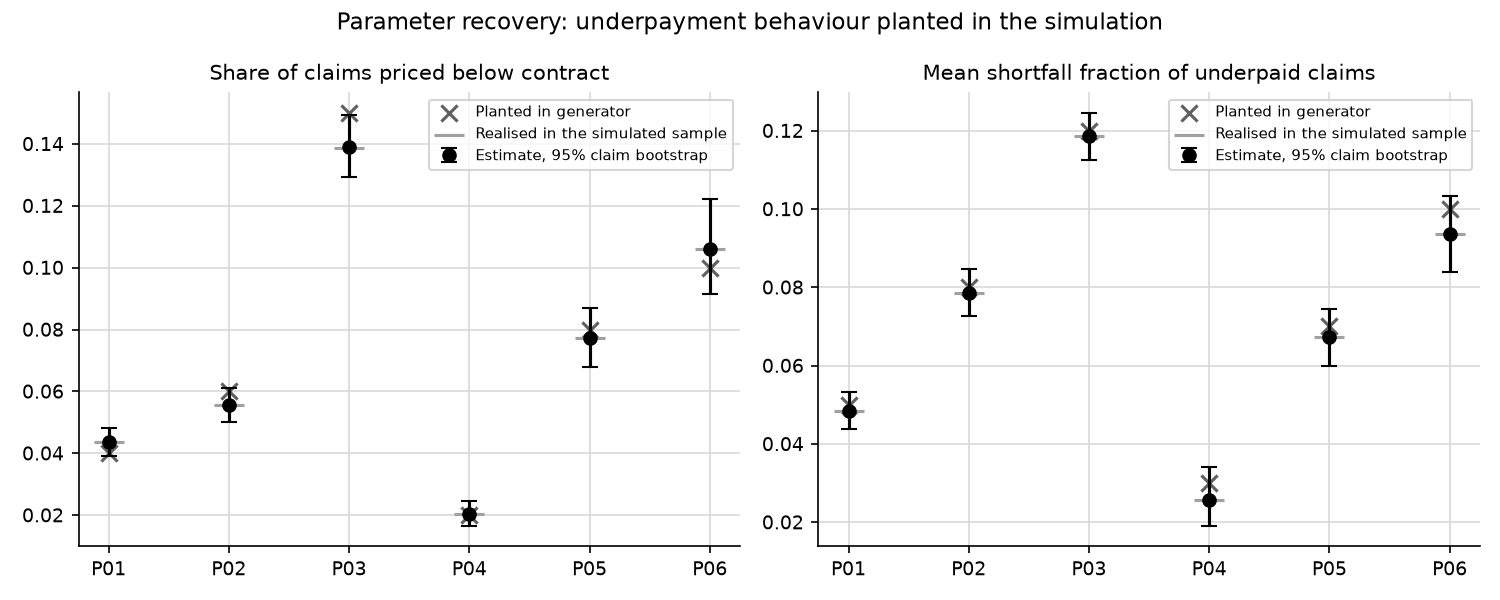 Parameter recovery: underpayment behaviour planted in the simulation
Share of claims priced below contract
Planted in generator
Realised in the simulated sample
Estimate, 95% claim bootstrap
0.14
0.12
0.10
0.08
0.06
0.04
0.02
P01 P02 P03 P04 P05 P06
Mean shortfall fraction of underpaid claims
Planted in generator
Realised in the simulated sample
Estimate, 95% claim bootstrap
0.12
0.10
0.08
0.06
0.04
0.02
P01 P02 P03 P04 P05 P06